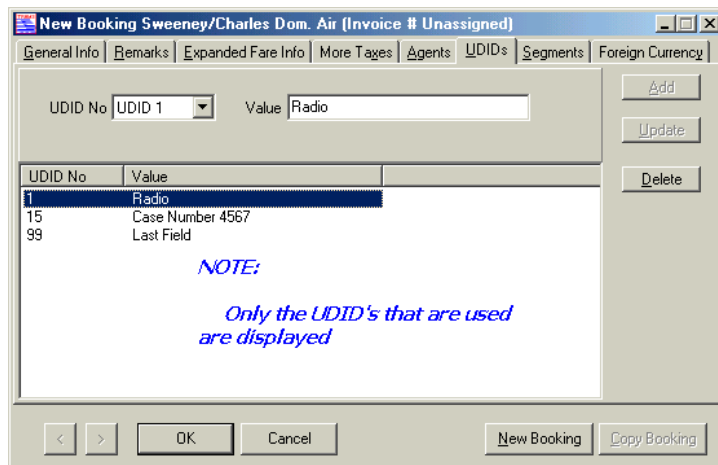 New Booking Sweeney/Charles Dom. Air (Invoice # Unassigned)
General Info Remarks Expanded Fare Info More Taxes Agents UDIDs Segments Foreign Currency
UDID No UDID 1 Value Radio
Add
Update
Delete
UDID No Value
1 Radio
15 Case Number 4567
99 Last Field
NOTE:
Only the UDID's that are used
are displayed
< > OK Cancel New Booking Copy Booking